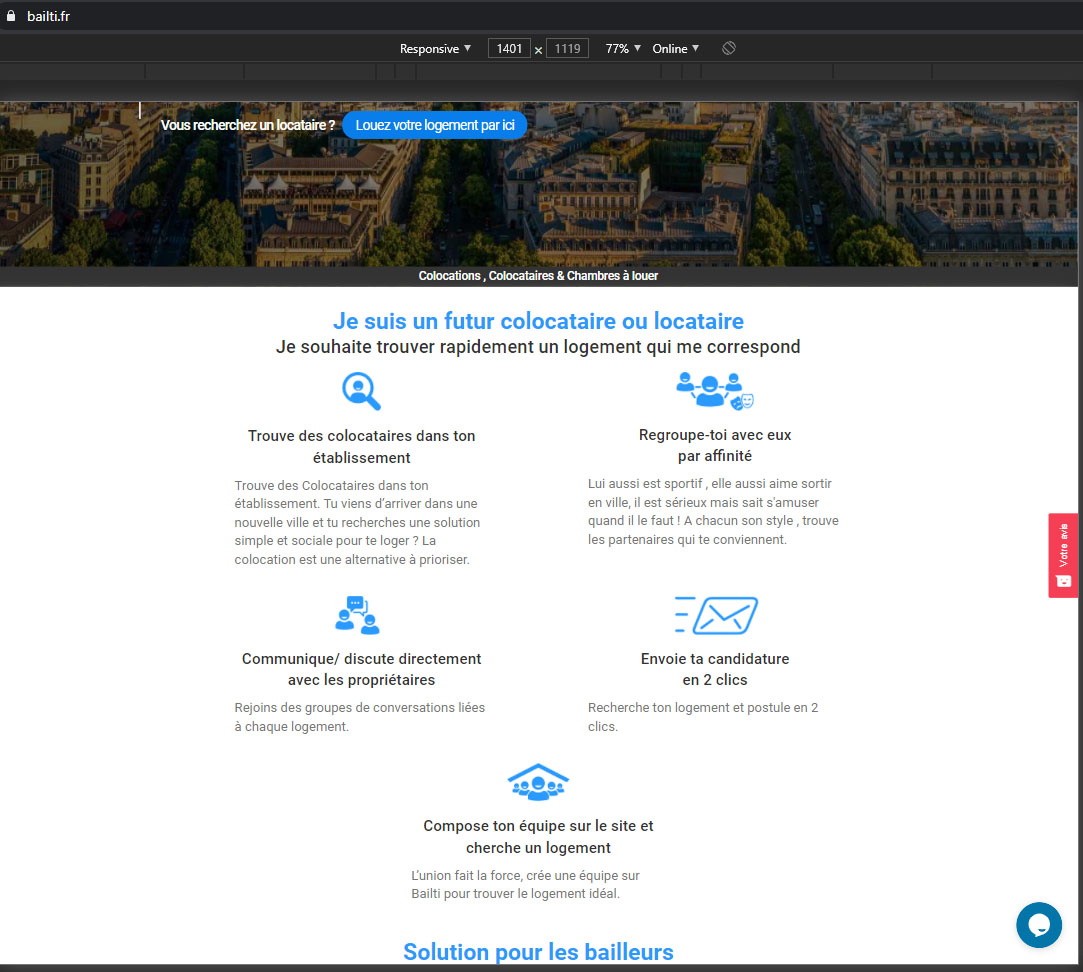 bailti.fr
Responsive ▼ 1401 × 1119 77% ▼ Online ▼
Vous recherchez un locataire ? Louez votre logement par ici
Colocations , Colocataires & Chambres à louer
Je suis un futur colocataire ou locataire
Je souhaite trouver rapidement un logement qui me correspond
Trouve des colocataires dans ton
établissement
Trouve des Colocataires dans ton
établissement. Tu viens d’arriver dans une
nouvelle ville et tu recherches une solution
simple et sociale pour te loger ? La
colocation est une alternative à prioriser.
Regroupe-toi avec eux
par affinité
Lui aussi est sportif , elle aussi aime sortir
en ville, il est sérieux mais sait s'amuser
quand il le faut ! A chacun son style , trouve
les partenaires qui te conviennent.
Votre avis
Communique/ discute directement
avec les propriétaires
Rejoins des groupes de conversations liées
à chaque logement.
Envoie ta candidature
en 2 clics
Recherche ton logement et postule en 2
clics.
Compose ton équipe sur le site et
cherche un logement
L'union fait la force, crée une équipe sur
Bailti pour trouver le logement idéal.
Solution pour les bailleurs